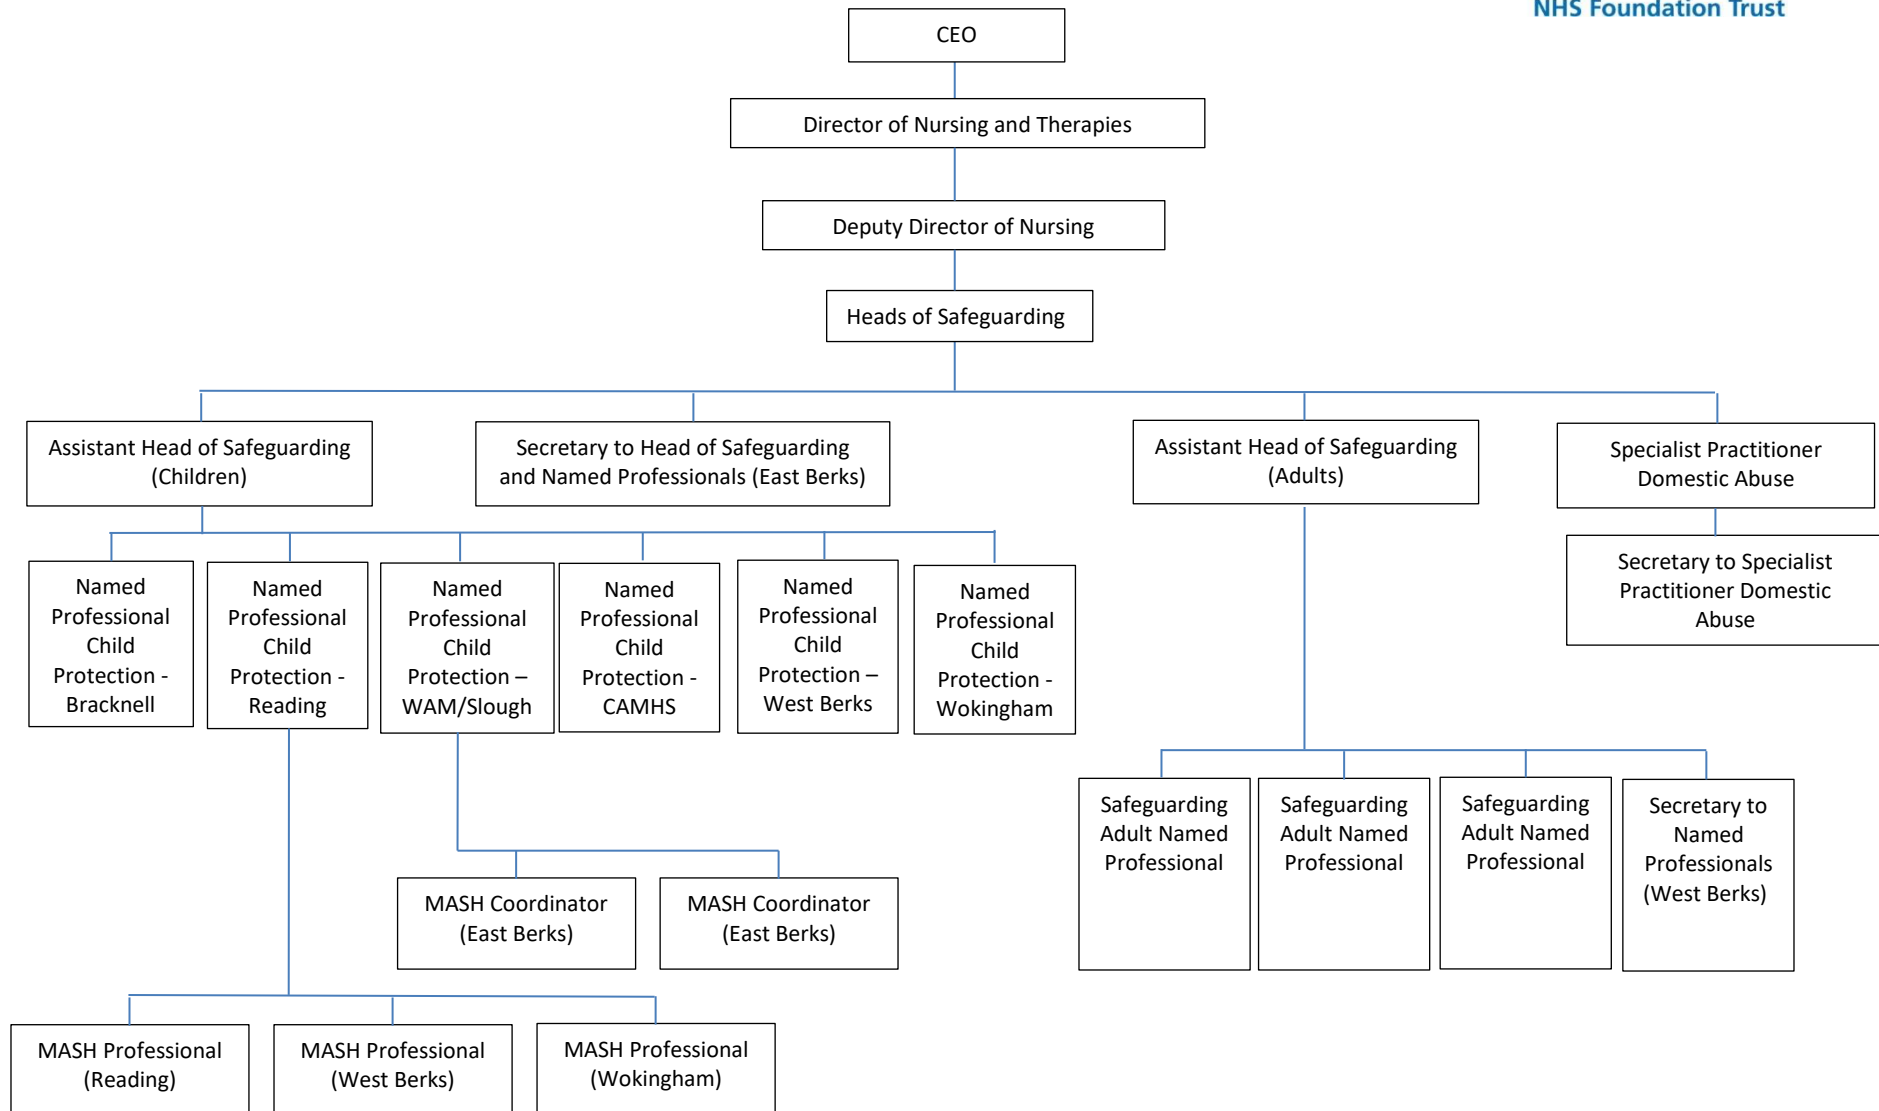 NHS Foundation Trust
CEO
Director of Nursing and Therapies
Deputy Director of Nursing
Heads of Safeguarding
Assistant Head of Safeguarding
(Children)
Secretary to Head of Safeguarding
and Named Professionals (East Berks)
Assistant Head of Safeguarding
(Adults)
Specialist Practitioner
Domestic Abuse
Secretary to Specialist
Practitioner Domestic
Abuse
Named
Professional
Child
Protection -
Bracknell
Named
Professional
Child
Protection -
Reading
Named
Professional
Child
Protection –
WAM/Slough
Named
Professional
Child
Protection -
CAMHS
Named
Professional
Child
Protection –
West Berks
Named
Professional
Child
Protection -
Wokingham
Safeguarding
Adult Named
Professional
Safeguarding
Adult Named
Professional
Safeguarding
Adult Named
Professional
Secretary to
Named
Professionals
(West Berks)
MASH Coordinator
(East Berks)
MASH Coordinator
(East Berks)
MASH Professional
(Reading)
MASH Professional
(West Berks)
MASH Professional
(Wokingham)